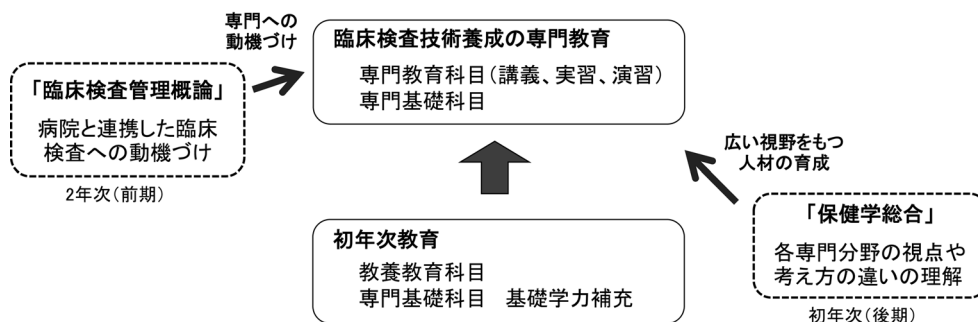 専門への
動機づけ
臨床検査技術養成の専門教育
専門教育科目（講義、実習、演習）
専門基礎科目
「臨床検査管理概論」
病院と連携した臨床
検査への動機づけ
2年次（前期）
広い視野をもつ
人材の育成
初年次教育
教養教育科目
専門基礎科目　基礎学力補充
「保健学総合」
各専門分野の視点や
考え方の違いの理解
初年次（後期）